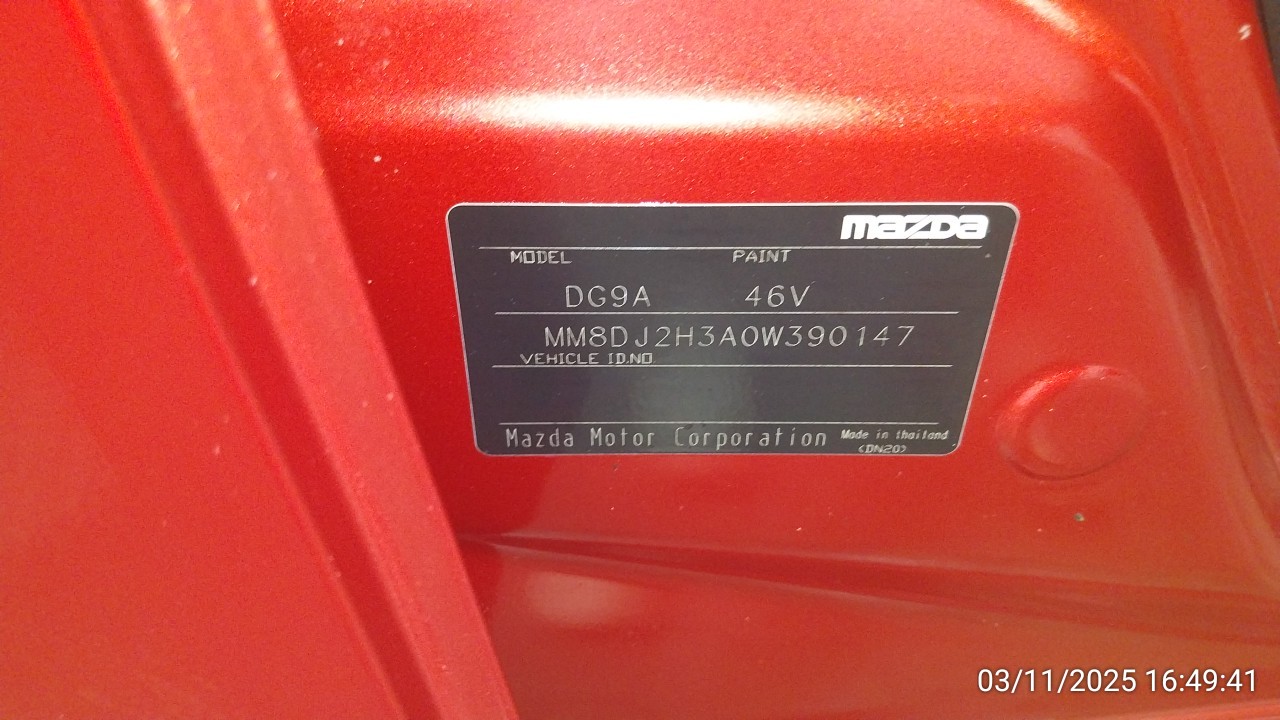 mazda
MODEL PAINT
DG9A 46V
MM8DJ2H3A0W390147
VEHICLE ID.NO.
Mazda Motor Corporation Made in thailand
(DN20)
03/11/2025 16:49:41